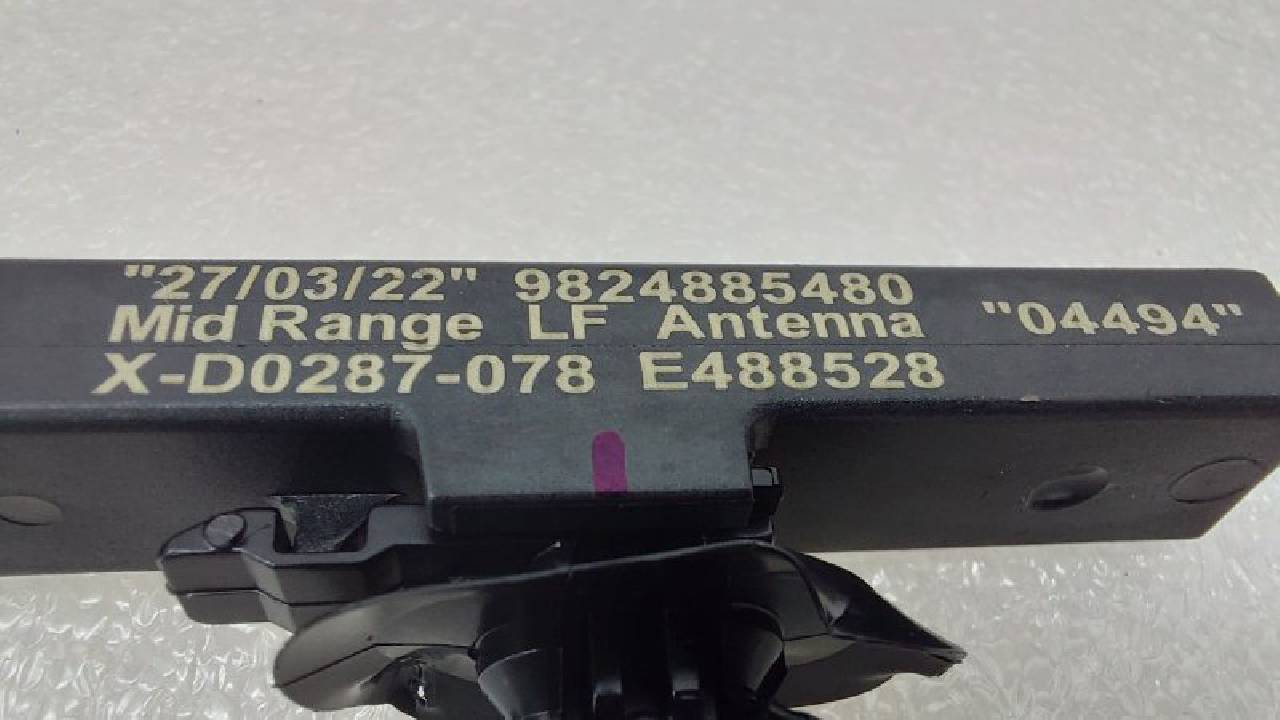 "27/03/22" 9824885480
Mid Range LF Antenna "04494"
X-D0287-078 E488528